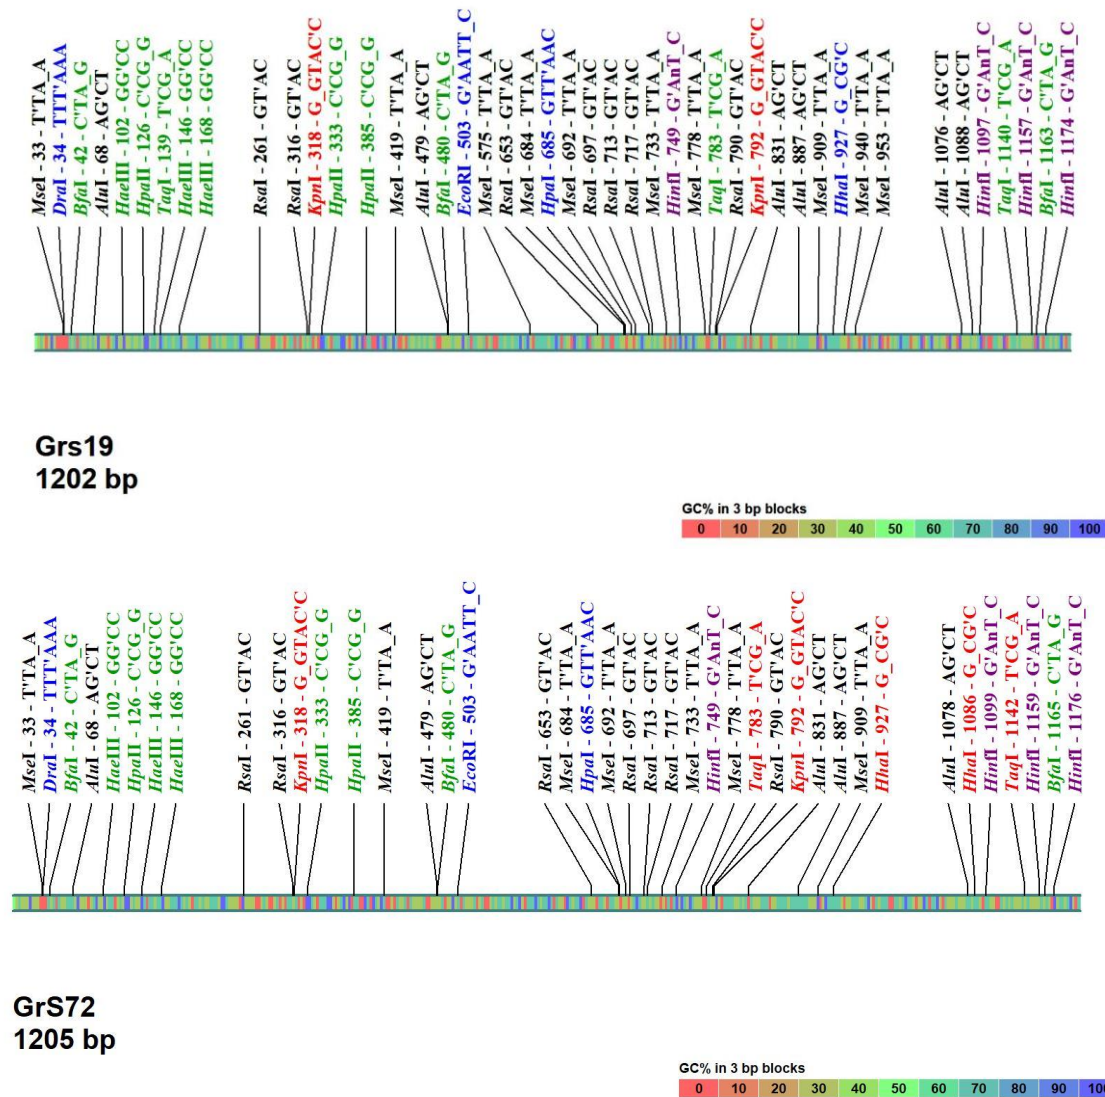 MseI - 33 - T'TA_A
DraI - 34 - TTT'AAA
BfaI - 42 - C'TA_G
AluI - 68 - AG'CT
HaeIII - 102 - GG'CC
HpaII - 126 - C'CG_G
TaqI - 139 - T'CG_A
HaeIII - 146 - GG'CC
HaeIII - 168 - GG'CC
RsaI - 261 - GT'AC
RsaI - 316 - GT'AC
KpnI - 318 - G_GTAC'C
HpaII - 333 - C'CG_G
HpaII - 385 - C'CG_G
MseI - 419 - T'TA_A
AluI - 479 - AG'CT
BfaI - 480 - C'TA_G
EcoRI - 503 - G'AATT_C
MseI - 575 - T'TA_A
RsaI - 653 - GT'AC
MseI - 684 - T'TA_A
HpaI - 685 - GTT'AAC
MseI - 692 - T'TA_A
RsaI - 697 - GT'AC
RsaI - 713 - GT'AC
RsaI - 717 - GT'AC
MseI - 733 - T'TA_A
HinfI - 749 - G'AnT_C
MseI - 778 - T'TA_A
TaqI - 783 - T'CG_A
RsaI - 790 - GT'AC
KpnI - 792 - G_GTAC'C
AluI - 831 - AG'CT
AluI - 887 - AG'CT
MseI - 909 - T'TA_A
HhaI - 927 - G_CG'C
MseI - 940 - T'TA_A
MseI - 953 - T'TA_A
AluI - 1076 - AG'CT
AluI - 1088 - AG'CT
HinfI - 1097 - G'AnT_C
TaqI - 1140 - T'CG_A
HinfI - 1157 - G'AnT_C
BfaI - 1163 - C'TA_G
HinfI - 1174 - G'AnT_C
Grs19
1202 bp
GC% in 3 bp blocks
0 10 20 30 40 50 60 70 80 90 100
MseI - 33 - T'TA_A
DraI - 34 - TTT'AAA
BfaI - 42 - C'TA_G
AluI - 68 - AG'CT
HaeIII - 102 - GG'CC
HpaII - 126 - C'CG_G
HaeIII - 146 - GG'CC
HaeIII - 168 - GG'CC
RsaI - 261 - GT'AC
RsaI - 316 - GT'AC
KpnI - 318 - G_GTAC'C
HpaII - 333 - C'CG_G
HpaII - 385 - C'CG_G
MseI - 419 - T'TA_A
AluI - 479 - AG'CT
BfaI - 480 - C'TA_G
EcoRI - 503 - G'AATT_C
RsaI - 653 - GT'AC
MseI - 684 - T'TA_A
HpaI - 685 - GTT'AAC
MseI - 692 - T'TA_A
RsaI - 697 - GT'AC
RsaI - 713 - GT'AC
RsaI - 717 - GT'AC
MseI - 733 - T'TA_A
HinfI - 749 - G'AnT_C
MseI - 778 - T'TA_A
TaqI - 783 - T'CG_A
RsaI - 790 - GT'AC
KpnI - 792 - G_GTAC'C
AluI - 831 - AG'CT
AluI - 887 - AG'CT
MseI - 909 - T'TA_A
HhaI - 927 - G_CG'C
AluI - 1078 - AG'CT
HhaI - 1086 - G_CG'C
HinfI - 1099 - G'AnT_C
TaqI - 1142 - T'CG_A
HinfI - 1159 - G'AnT_C
BfaI - 1165 - C'TA_G
HinfI - 1176 - G'AnT_C
GrS72
1205 bp
GC% in 3 bp blocks
0 10 20 30 40 50 60 70 80 90 100